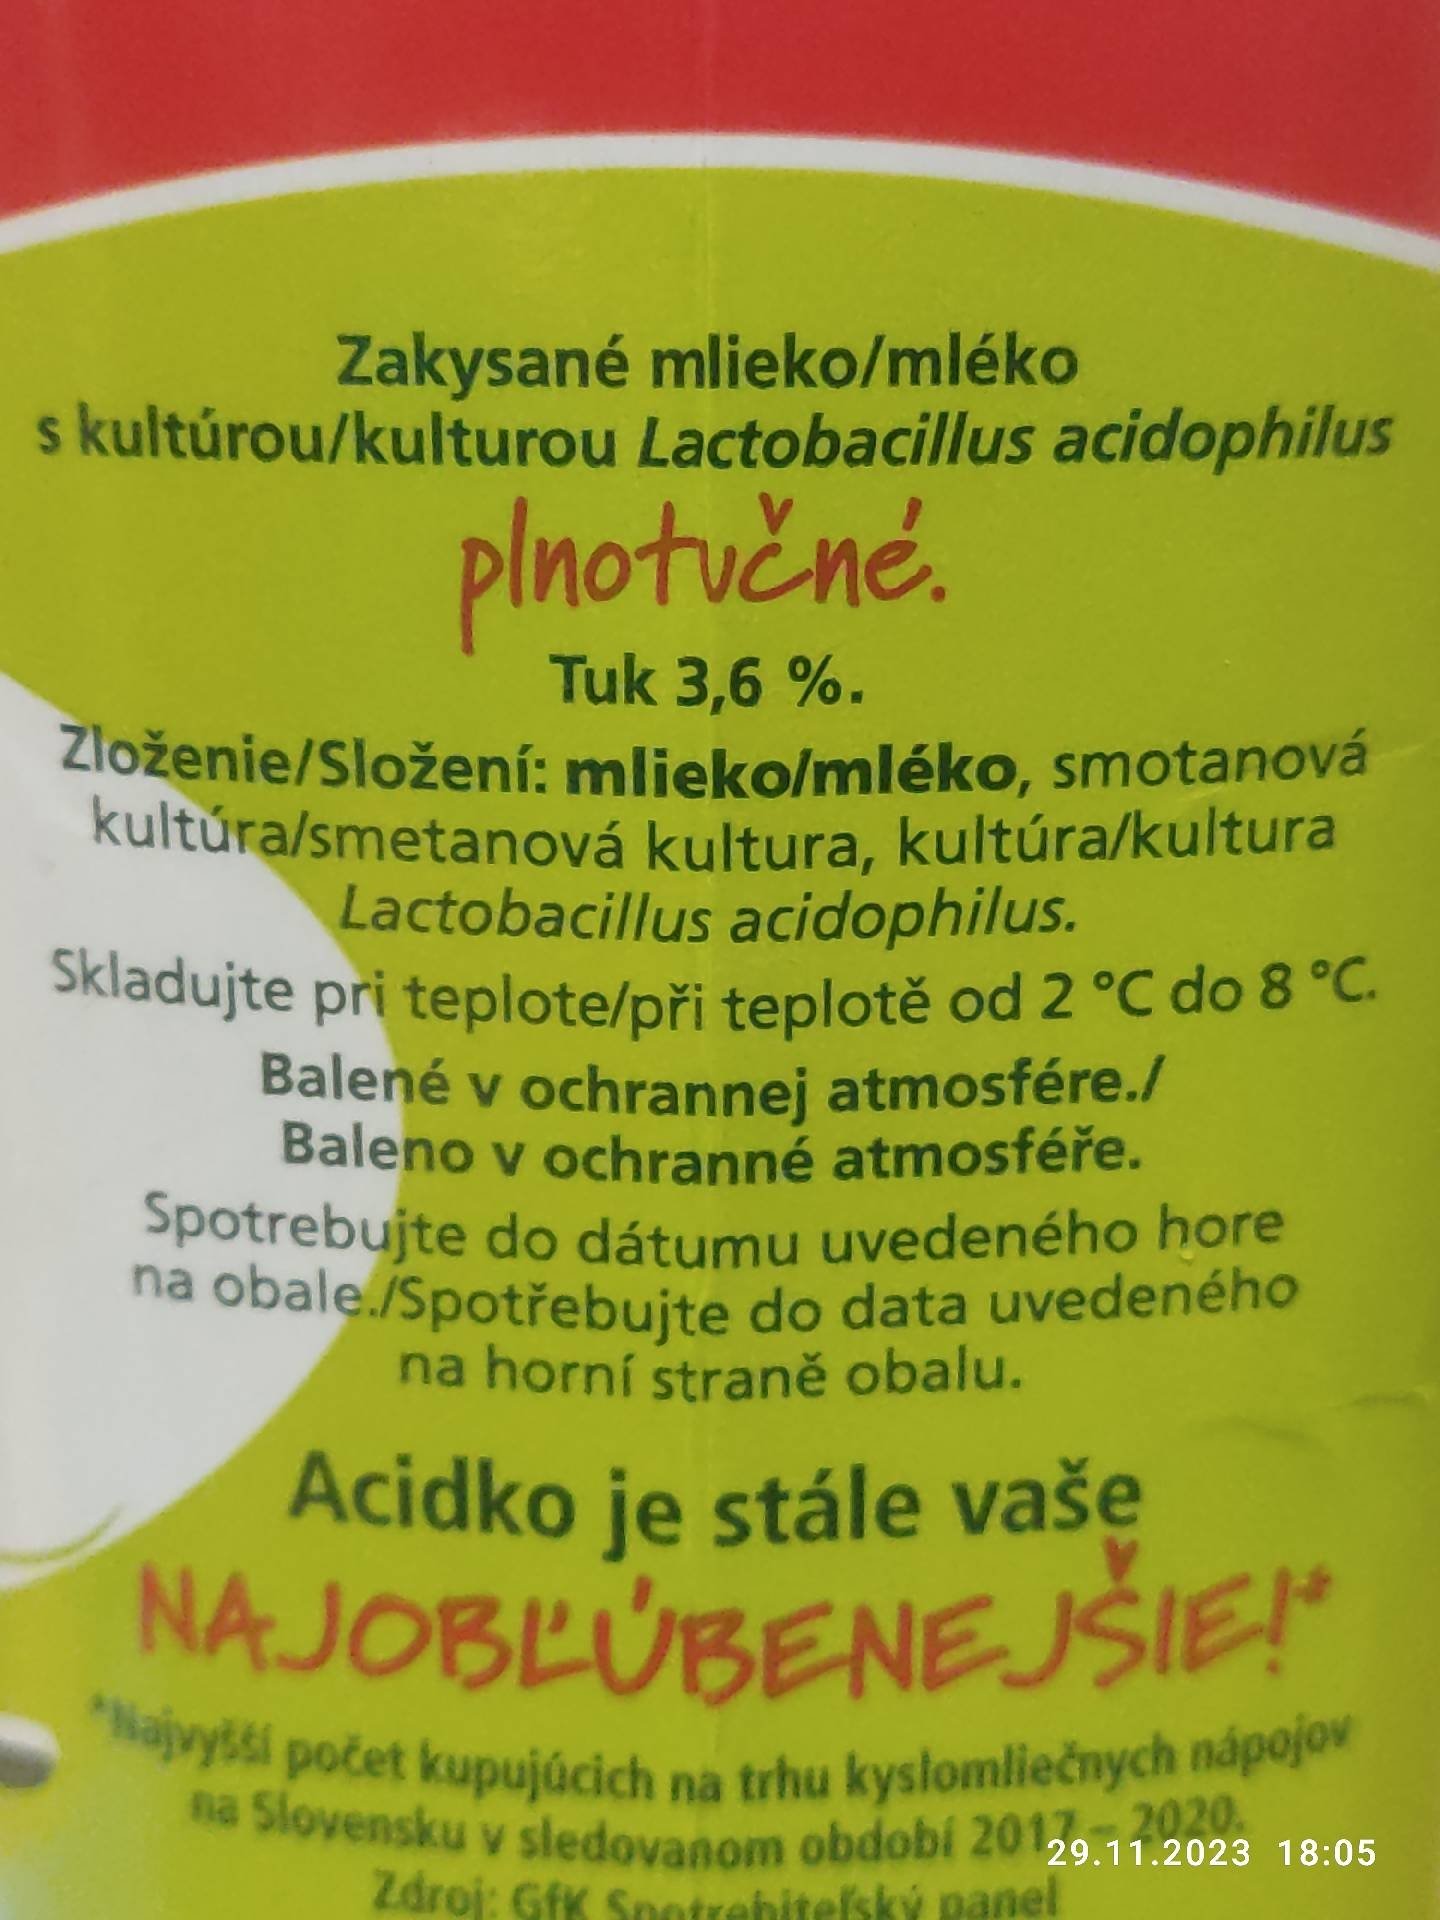 Zakysané mlieko/mléko
s kultúrou/kulturou Lactobacillus acidophilus
plnotučné.
Tuk 3,6 %.
Zloženie/Složení: mlieko/mléko, smotanová
kultúra/smetanová kultura, kultúra/kultura
Lactobacillus acidophilus.
Skladujte pri teplote/při teplotě od 2 °C do 8 °C.
Balené v ochrannej atmosfére./
Baleno v ochranné atmosféře.
Spotrebujte do dátumu uvedeného hore
na obale./Spotřebujte do data uvedeného
na horní straně obalu.
Acidko je stále vaše
NAJOBĽÚBENEJŠIE!*
*Najvyšší počet kupujúcich na trhu kyslomliečnych nápojov
na Slovensku v sledovanom období 2017 – 2020.
Zdroj: GfK Spotrebiteľský panel
29.11.2023 18:05